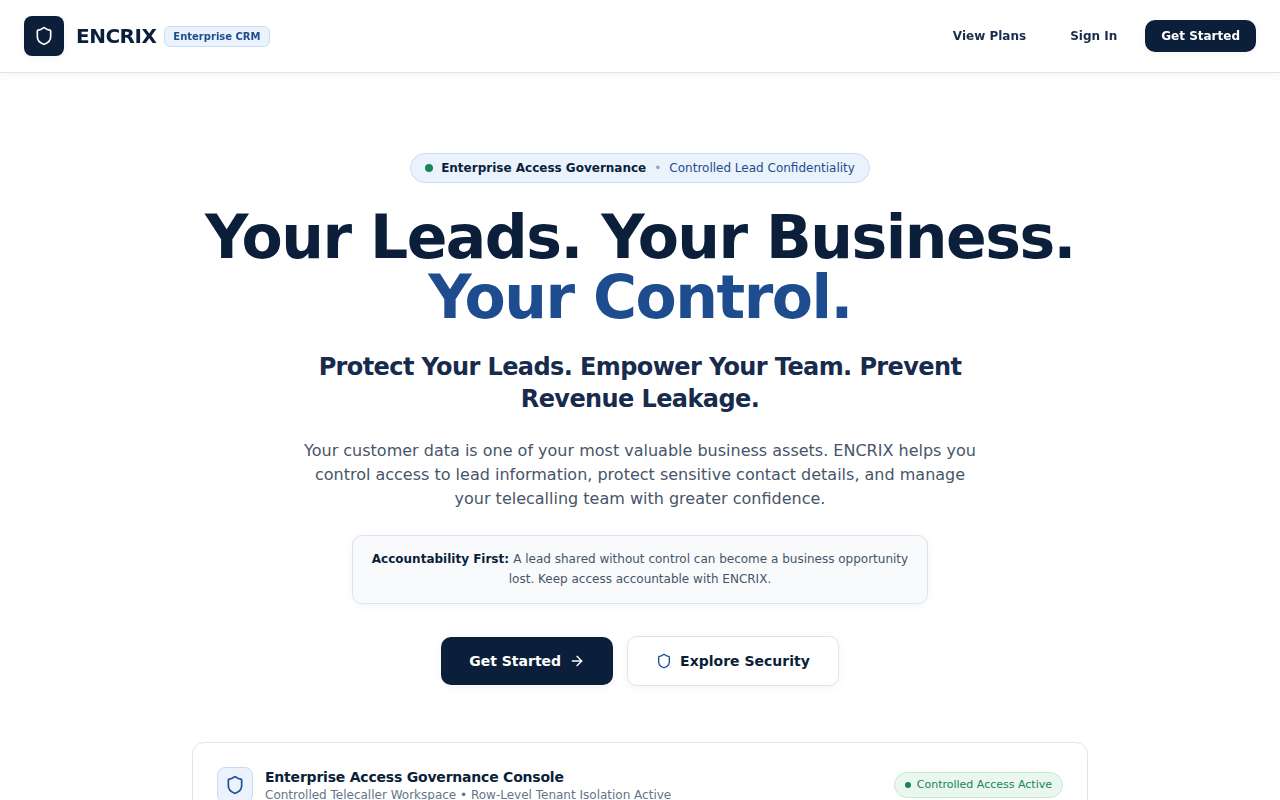 ENCRIX Enterprise CRM View Plans Sign In Get Started
Enterprise Access Governance • Controlled Lead Confidentiality
Your Leads. Your Business.
Your Control.
Protect Your Leads. Empower Your Team. Prevent
Revenue Leakage.
Your customer data is one of your most valuable business assets. ENCRIX helps you
control access to lead information, protect sensitive contact details, and manage
your telecalling team with greater confidence.
Accountability First: A lead shared without control can become a business opportunity
lost. Keep access accountable with ENCRIX.
Get Started → Explore Security
Enterprise Access Governance Console
Controlled Access Active
Controlled Telecaller Workspace • Row-Level Tenant Isolation Active